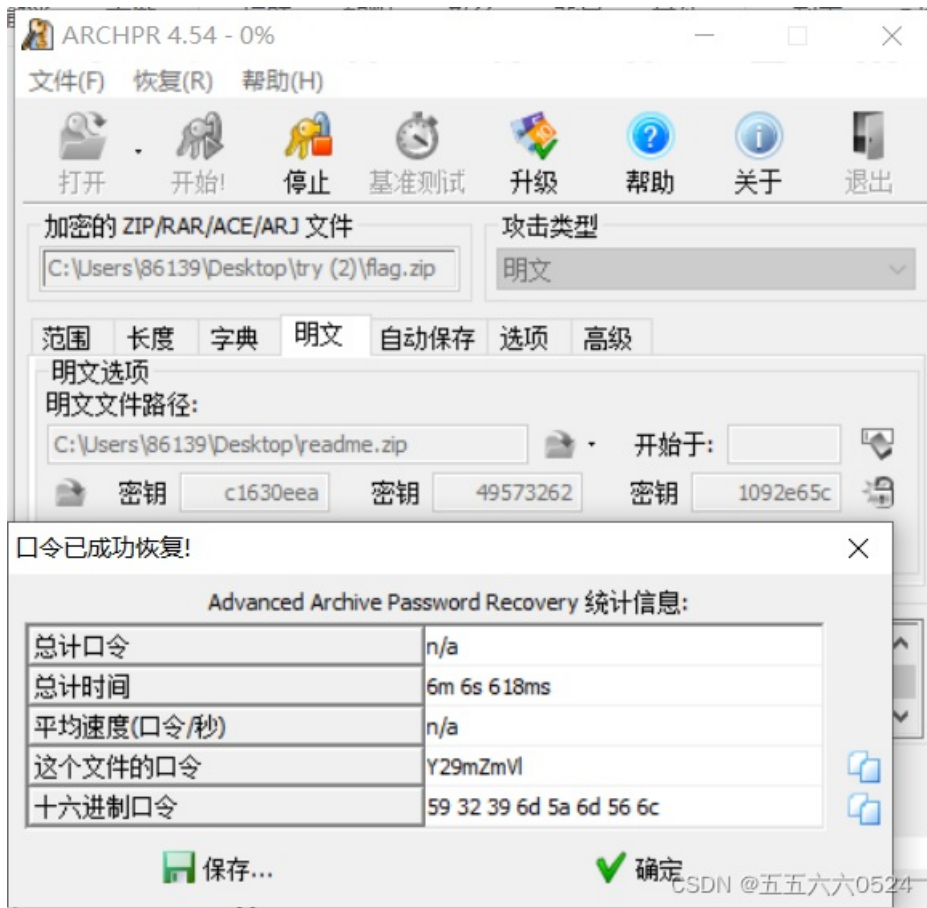 ARCHPR 4.54 - 0%
文件(F) 恢复(R) 帮助(H)
打开 开始! 停止 基准测试 升级 帮助 关于 退出
加密的 ZIP/RAR/ACE/ARJ 文件 攻击类型
C:\Users\86139\Desktop\try (2)\flag.zip 明文
范围 长度 字典 明文 自动保存 选项 高级
明文选项
明文文件路径:
C:\Users\86139\Desktop\readme.zip 开始于:
密钥 c1630eea 密钥 49573262 密钥 1092e65c
口令已成功恢复!
Advanced Archive Password Recovery 统计信息:
总计口令 n/a
总计时间 6m 6s 618ms
平均速度(口令/秒) n/a
这个文件的口令 Y29mZmVl
十六进制口令 59 32 39 6d 5a 6d 56 6c
保存... 确定
CSDN @五五六六0524